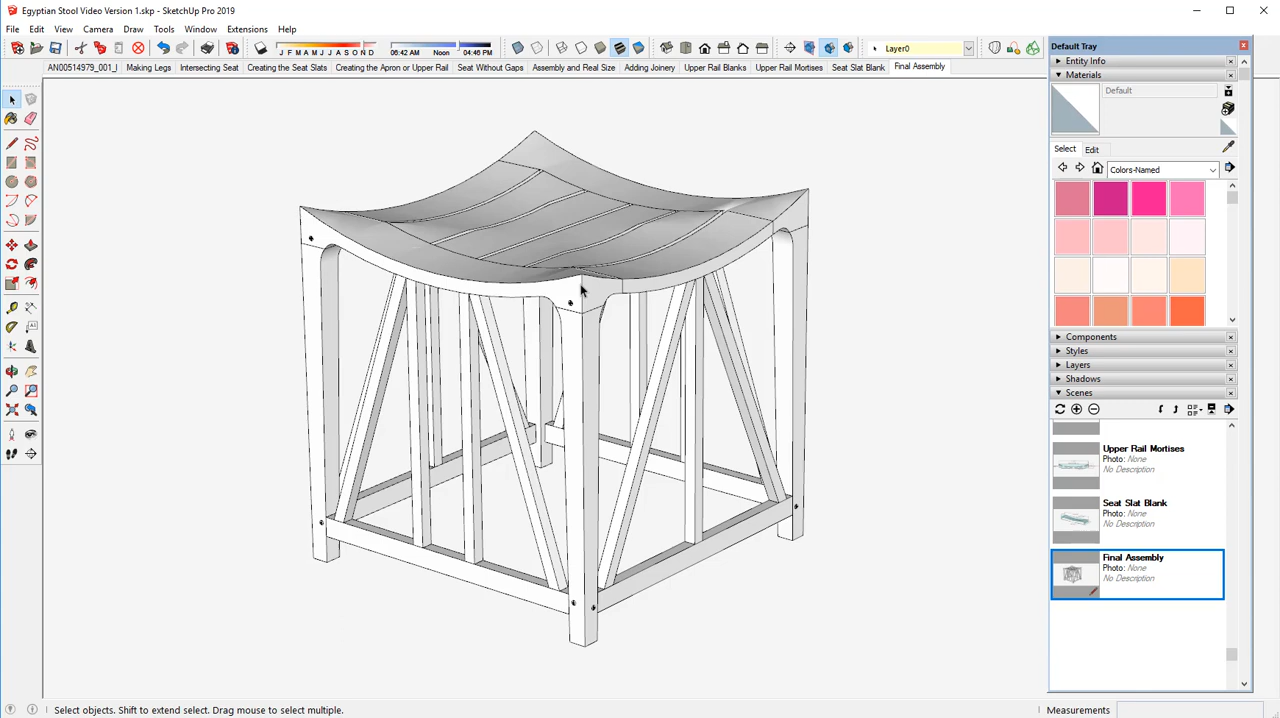 Egyptian Stool Video Version 1.skp - SketchUp Pro 2019
File Edit View Camera Draw Tools Window Extensions Help
J F M A M J J A S O N D 06:42 AM Noon 04:46 PM Layer0
AN00514979_001_l Making Legs Intersecting Seat Creating the Seat Slats Creating the Apron or Upper Rail Seat Without Gaps Assembly and Real Size Adding Joinery Upper Rail Blanks Upper Rail Mortises Seat Slat Blank Final Assembly
Default Tray
Entity Info
Materials
Default
Select Edit
Colors-Named
Components
Styles
Layers
Shadows
Scenes
Upper Rail Mortises
Photo: None
No Description
Seat Slat Blank
Photo: None
No Description
Final Assembly
Photo: None
No Description
Select objects. Shift to extend select. Drag mouse to select multiple. Measurements